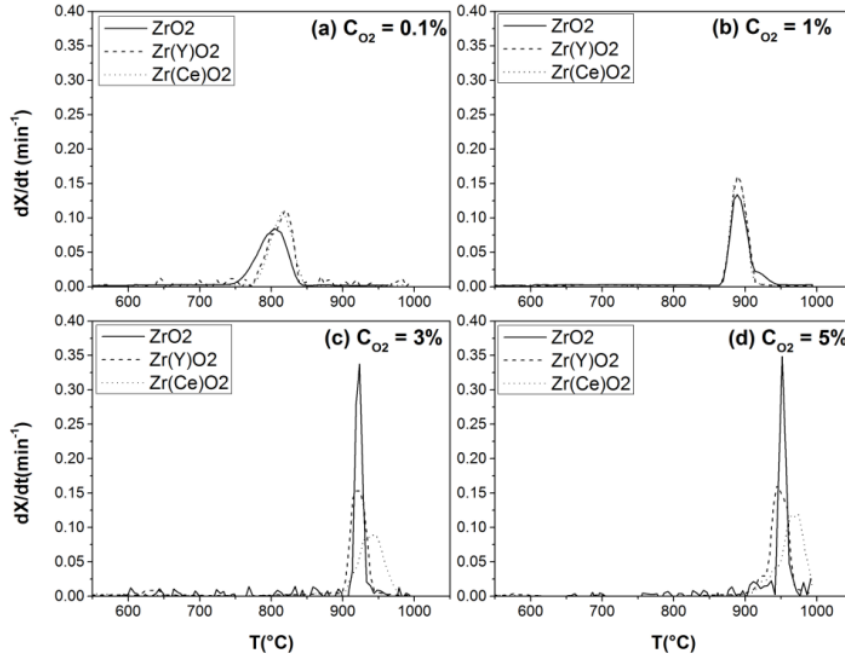 (a) C_O2 = 0.1%
ZrO2
Zr(Y)O2
Zr(Ce)O2
dX/dt (min⁻¹)
0.40
0.35
0.30
0.25
0.20
0.15
0.10
0.05
0.00
600 700 800 900 1000
(b) C_O2 = 1%
ZrO2
Zr(Y)O2
Zr(Ce)O2
0.40
0.35
0.30
0.25
0.20
0.15
0.10
0.05
0.00
600 700 800 900 1000
(c) C_O2 = 3%
ZrO2
Zr(Y)O2
Zr(Ce)O2
dX/dt(min⁻¹)
0.40
0.35
0.30
0.25
0.20
0.15
0.10
0.05
0.00
600 700 800 900 1000
T(°C)
(d) C_O2 = 5%
ZrO2
Zr(Y)O2
Zr(Ce)O2
0.40
0.35
0.30
0.25
0.20
0.15
0.10
0.05
0.00
600 700 800 900 1000
T(°C)